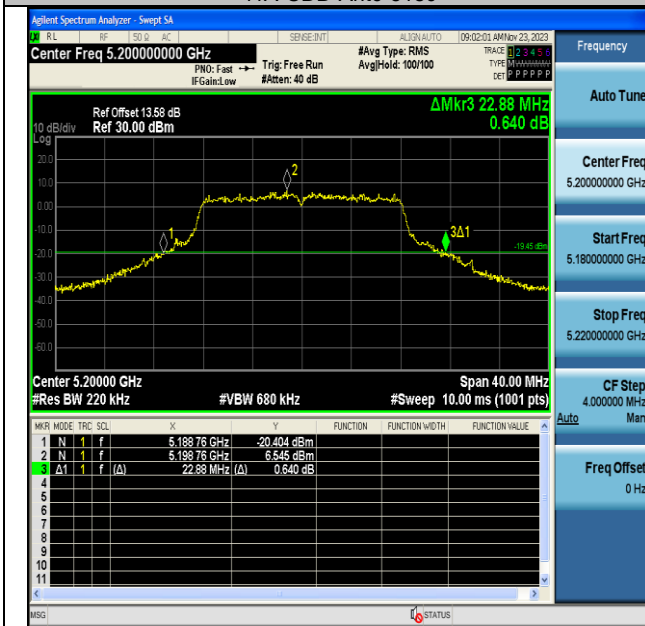 Agilent Spectrum Analyzer - Swept SA
LXI RL RF 50 Ω AC SENSE:INT ALIGN AUTO 09:02:01 AM Nov 23, 2023
Center Freq 5.200000000 GHz #Avg Type: RMS TRACE 1 2 3 4 5 6
PNO: Fast Trig: Free Run Avg|Hold: 100/100 TYPE M
IFGain:Low #Atten: 40 dB DET P P P P P P
Frequency
Auto Tune
Ref Offset 13.58 dB ΔMkr3 22.88 MHz
10 dB/div Ref 30.00 dBm 0.640 dB
Log
20.0
10.0
0.00
-10.0
-20.0
-30.0
-40.0
-50.0
-60.0
2
1
3Δ1
-19.45 dBm
Center Freq
5.200000000 GHz
Start Freq
5.180000000 GHz
Stop Freq
5.220000000 GHz
Center 5.20000 GHz Span 40.00 MHz
#Res BW 220 kHz #VBW 680 kHz #Sweep 10.00 ms (1001 pts)
CF Step
4.000000 MHz
Auto Man
MKR MODE TRC SCL X Y FUNCTION FUNCTION WIDTH FUNCTION VALUE
1 N 1 f 5.188 76 GHz -20.404 dBm
2 N 1 f 5.198 76 GHz 6.545 dBm
3 Δ1 1 f (Δ) 22.88 MHz (Δ) 0.640 dB
4
5
6
7
8
9
10
11
Freq Offset
0 Hz
MSG STATUS